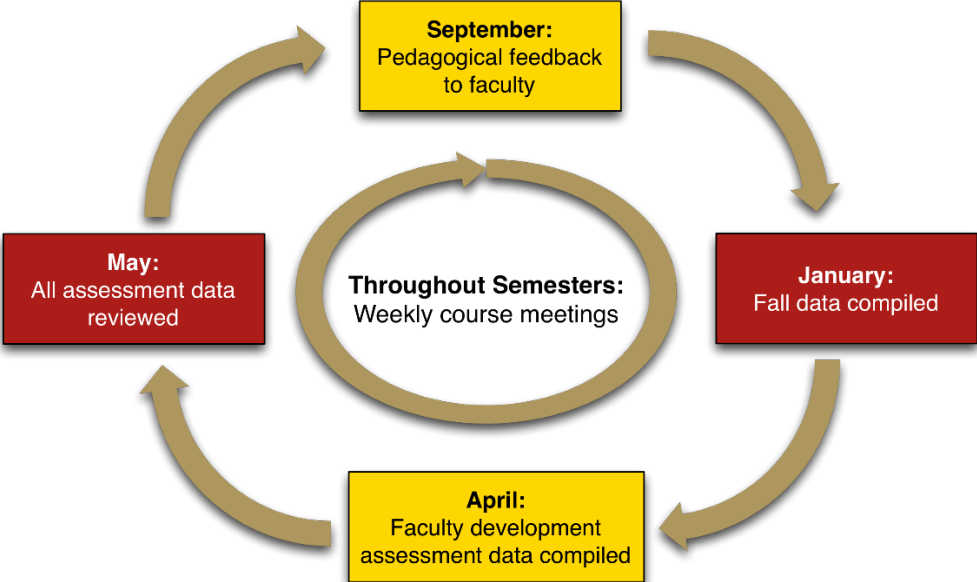 September:
Pedagogical feedback
to faculty
May:
All assessment data
reviewed
Throughout Semesters:
Weekly course meetings
January:
Fall data compiled
April:
Faculty development
assessment data compiled